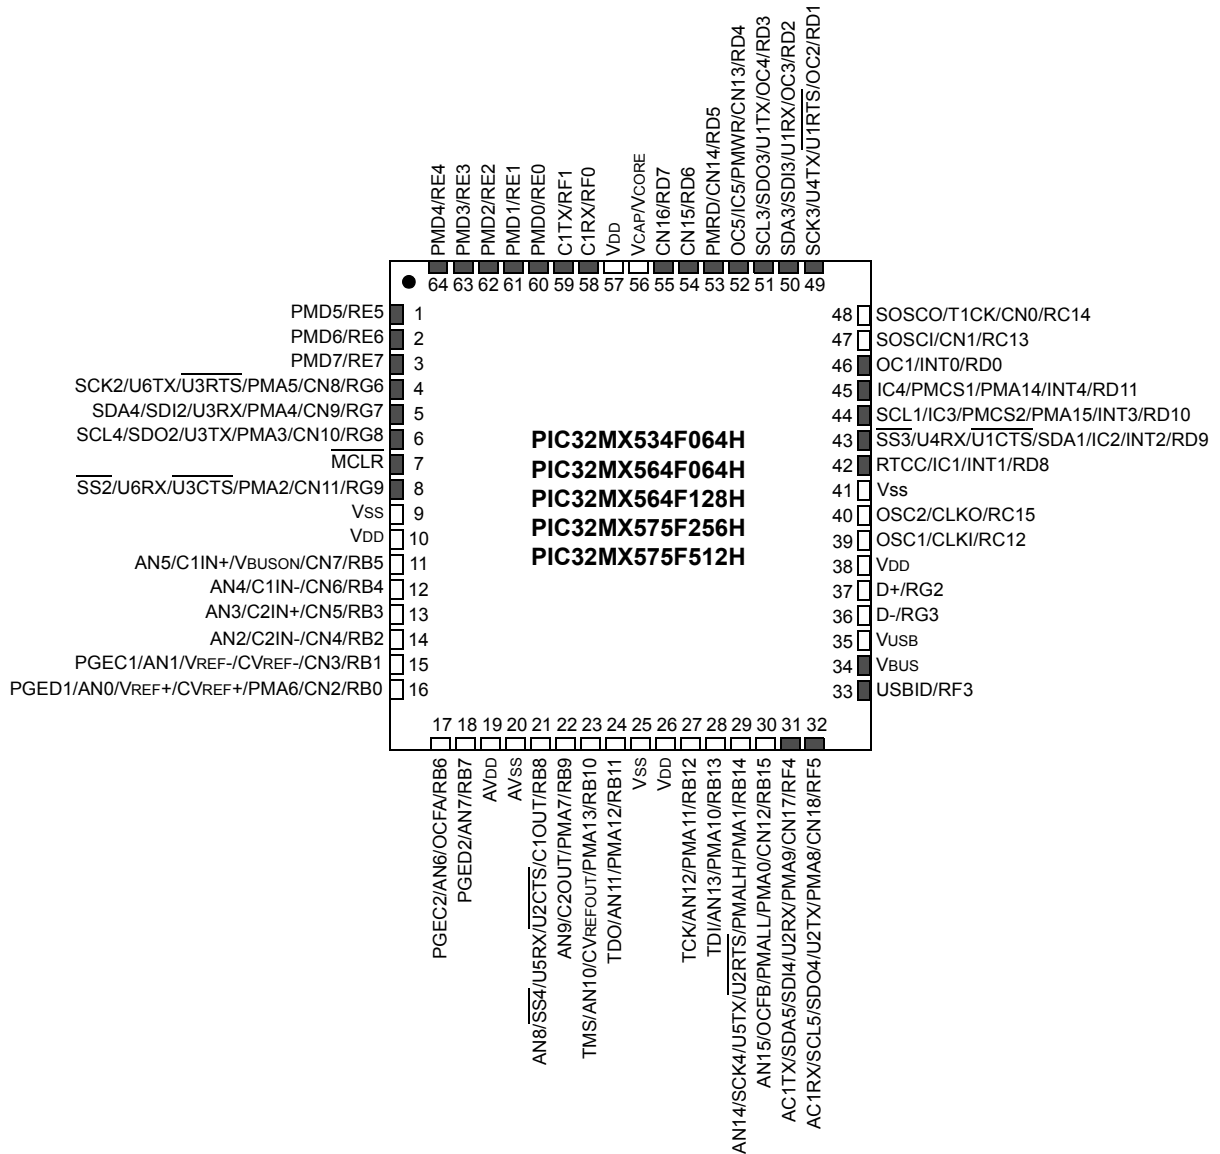 PMD4/RE4
PMD3/RE3
PMD2/RE2
PMD1/RE1
PMD0/RE0
C1TX/RF1
C1RX/RF0
VDD
VCAP/VCORE
CN16/RD7
CN15/RD6
PMRD/CN14/RD5
OC5/IC5/PMWR/CN13/RD4
SCL3/SDO3/U1TX/OC4/RD3
SDA3/SDI3/U1RX/OC3/RD2
SCK3/U4TX/U1RTS/OC2/RD1
64 63 62 61 60 59 58 57 56 55 54 53 52 51 50 49
PMD5/RE5 1
PMD6/RE6 2
PMD7/RE7 3
SCK2/U6TX/U3RTS/PMA5/CN8/RG6 4
SDA4/SDI2/U3RX/PMA4/CN9/RG7 5
SCL4/SDO2/U3TX/PMA3/CN10/RG8 6
MCLR 7
SS2/U6RX/U3CTS/PMA2/CN11/RG9 8
VSS 9
VDD 10
AN5/C1IN+/VBUSON/CN7/RB5 11
AN4/C1IN-/CN6/RB4 12
AN3/C2IN+/CN5/RB3 13
AN2/C2IN-/CN4/RB2 14
PGEC1/AN1/VREF-/CVREF-/CN3/RB1 15
PGED1/AN0/VREF+/CVREF+/PMA6/CN2/RB0 16
PIC32MX534F064H
PIC32MX564F064H
PIC32MX564F128H
PIC32MX575F256H
PIC32MX575F512H
48 SOSCO/T1CK/CN0/RC14
47 SOSCI/CN1/RC13
46 OC1/INT0/RD0
45 IC4/PMCS1/PMA14/INT4/RD11
44 SCL1/IC3/PMCS2/PMA15/INT3/RD10
43 SS3/U4RX/U1CTS/SDA1/IC2/INT2/RD9
42 RTCC/IC1/INT1/RD8
41 Vss
40 OSC2/CLKO/RC15
39 OSC1/CLKI/RC12
38 VDD
37 D+/RG2
36 D-/RG3
35 VUSB
34 VBUS
33 USBID/RF3
17 18 19 20 21 22 23 24 25 26 27 28 29 30 31 32
PGEC2/AN6/OCFA/RB6
PGED2/AN7/RB7
AVDD
AVSS
AN8/SS4/U5RX/U2CTS/C1OUT/RB8
AN9/C2OUT/PMA7/RB9
TMS/AN10/CVREFOUT/PMA13/RB10
TDO/AN11/PMA12/RB11
VSS
VDD
TCK/AN12/PMA11/RB12
TDI/AN13/PMA10/RB13
AN14/SCK4/U5TX/U2RTS/PMALH/PMA1/RB14
AN15/OCFB/PMALL/PMA0/CN12/RB15
AC1TX/SDA5/SDI4/U2RX/PMA9/CN17/RF4
AC1RX/SCL5/SDO4/U2TX/PMA8/CN18/RF5